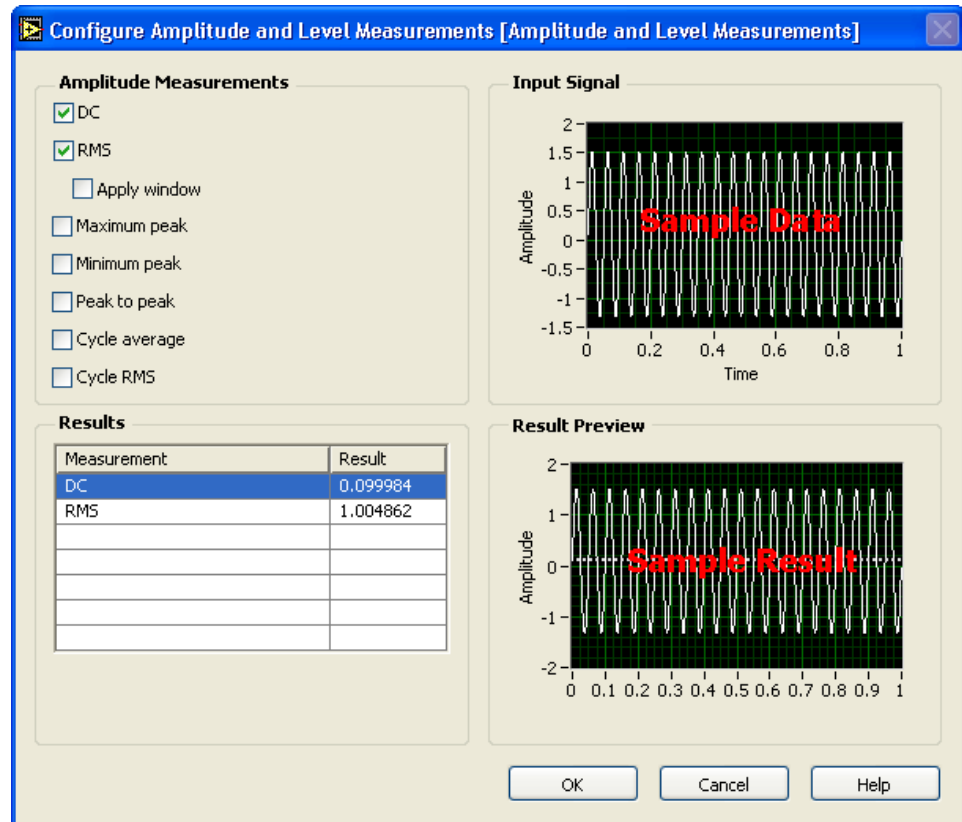 Configure Amplitude and Level Measurements [Amplitude and Level Measurements]
Amplitude Measurements
DC
RMS
Apply window
Maximum peak
Minimum peak
Peak to peak
Cycle average
Cycle RMS
Input Signal
2
1.5
1
0.5
0
-0.5
-1
-1.5
Amplitude
Sample Data
0 0.2 0.4 0.6 0.8 1
Time
Results
Measurement Result
DC 0.099984
RMS 1.004862
Result Preview
2
1
0
-1
-2
Amplitude
Sample Result
0 0.1 0.2 0.3 0.4 0.5 0.6 0.7 0.8 0.9 1
OK Cancel Help